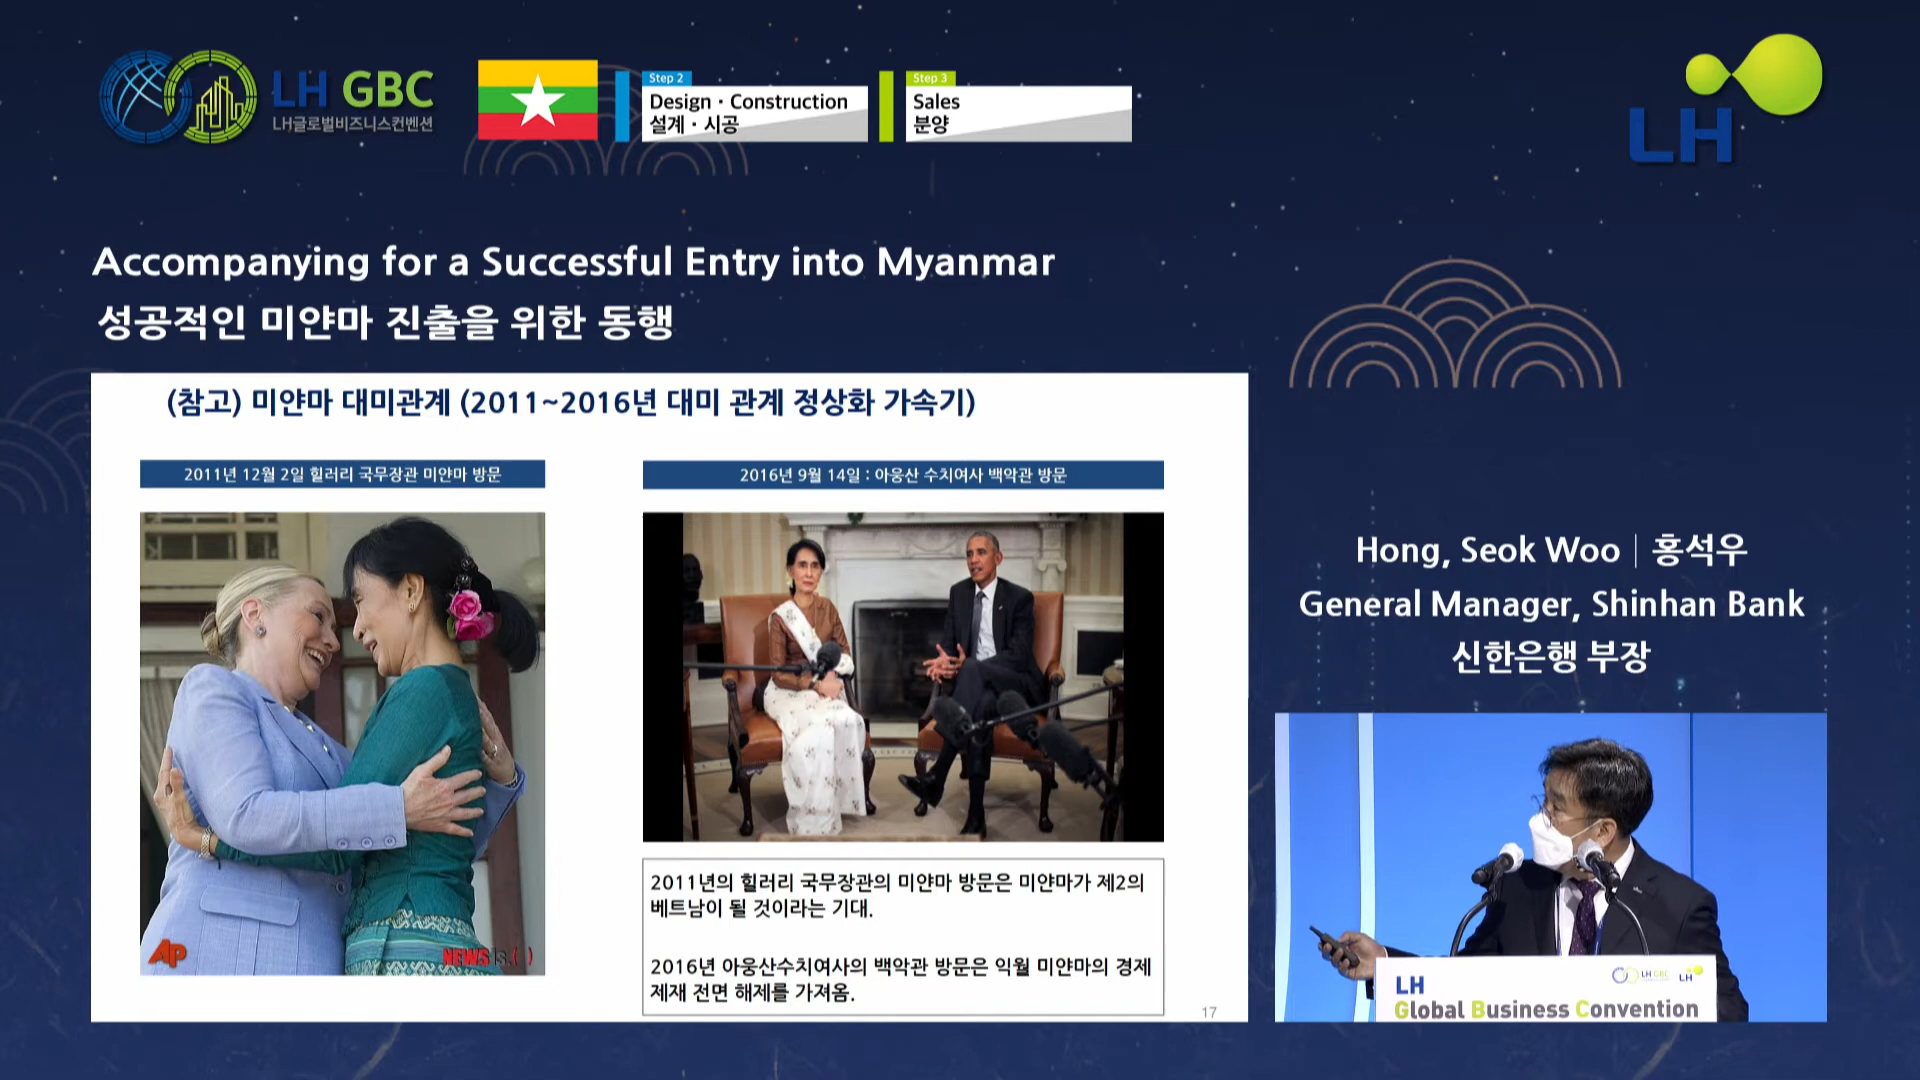 LH GBC
LH글로벌비즈니스컨벤션
Step 2
Design · Construction
설계 · 시공
Step 3
Sales
분양
LH
Accompanying for a Successful Entry into Myanmar
성공적인 미얀마 진출을 위한 동행
(참고) 미얀마 대미관계 (2011~2016년 대미 관계 정상화 가속기)
2011년 12월 2일 힐러리 국무장관 미얀마 방문
2016년 9월 14일 : 아웅산 수치여사 백악관 방문
AP
NEWSis.( )
2011년의 힐러리 국무장관의 미얀마 방문은 미얀마가 제2의
베트남이 될 것이라는 기대.
2016년 아웅산수치여사의 백악관 방문은 익월 미얀마의 경제
제재 전면 해제를 가져옴.
17
Hong, Seok Woo | 홍석우
General Manager, Shinhan Bank
신한은행 부장
LH GBC
LH
LH
Global Business Convention